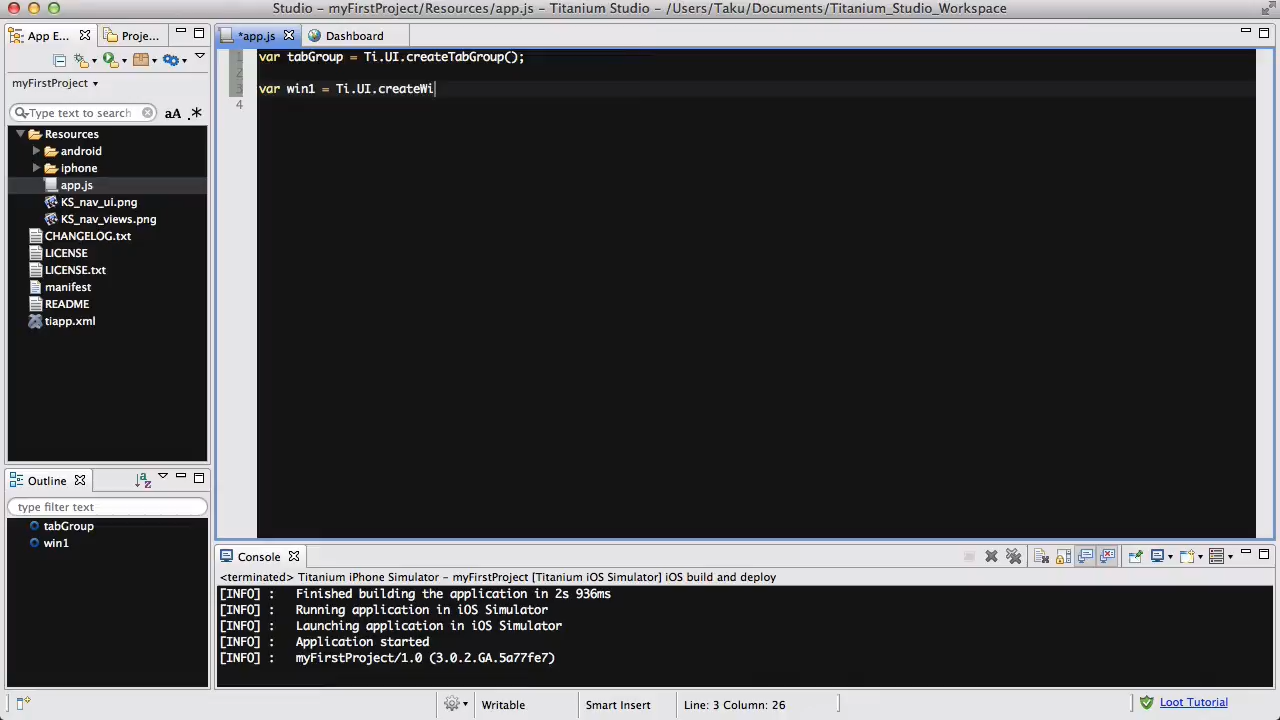 Studio - myFirstProject/Resources/app.js - Titanium Studio - /Users/Taku/Documents/Titanium_Studio_Workspace
App E...
Proje...
*app.js
Dashboard
myFirstProject
Type text to search
aA .*
Resources
android
iphone
app.js
KS_nav_ui.png
KS_nav_views.png
CHANGELOG.txt
LICENSE
LICENSE.txt
manifest
README
tiapp.xml
1 var tabGroup = Ti.UI.createTabGroup();
2
3 var win1 = Ti.UI.createWi
4
Outline
type filter text
tabGroup
win1
Console
<terminated> Titanium iPhone Simulator - myFirstProject [Titanium iOS Simulator] iOS build and deploy
[INFO] : Finished building the application in 2s 936ms
[INFO] : Running application in iOS Simulator
[INFO] : Launching application in iOS Simulator
[INFO] : Application started
[INFO] : myFirstProject/1.0 (3.0.2.GA.5a77fe7)
Writable
Smart Insert
Line: 3 Column: 26
Loot Tutorial